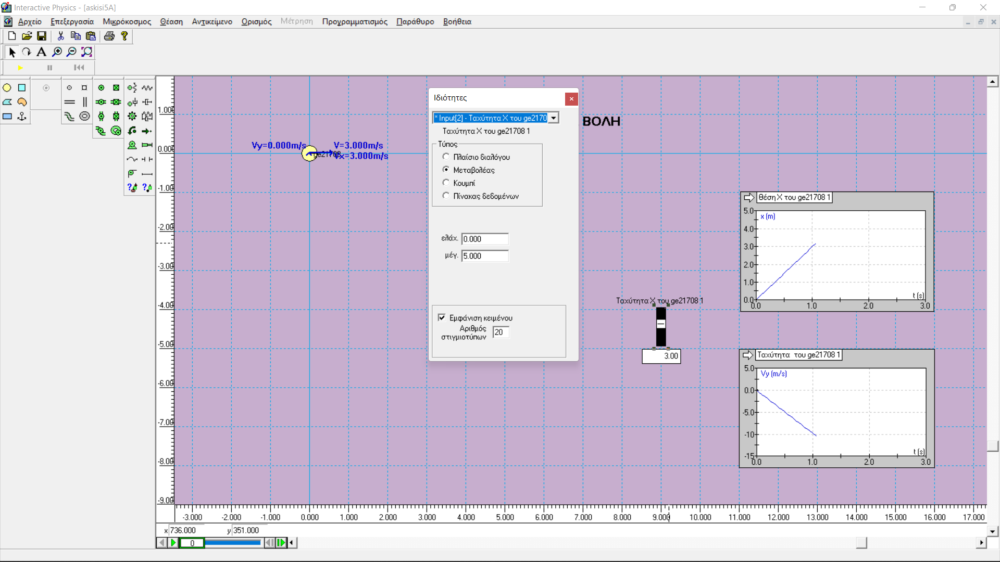 Interactive Physics - [askisi5A]
Αρχείο Επεξεργασία Μικρόκοσμος Θέαση Αντικείμενο Ορισμός Μέτρηση Προγραμματισμός Παράθυρο Βοήθεια
Ιδιότητες
* Input[2] - Ταχύτητα X του ge2170
Ταχύτητα X του ge21708 1
Τύπος
Πλαίσιο διαλόγου
Μεταβολέας
Κουμπί
Πίνακας δεδομένων
ελάχ. 0.000
μέγ. 5.000
Εμφάνιση κειμένου
Αριθμός
στιγμιοτύπων 20
ΒΟΛΗ
Vy=0.000m/s
V=3.000m/s
Vx=3.000m/s
ge21708
1.00
0.00
-1.00
-2.00
-3.00
-4.00
-5.00
-6.00
-7.00
-8.00
-9.00
Ταχύτητα X του ge21708 1
3.00
Θέση X του ge21708 1
x (m)
5.0
4.0
3.0
2.0
1.0
0.0
t (s)
0.0 1.0 2.0 3.0
Ταχύτητα του ge21708 1
Vy (m/s)
5.0
0.0
-5.0
-10
-15
t (s)
0.0 1.0 2.0 3.0
-3.000 -2.000 -1.000 0.000 1.000 2.000 3.000 4.000 5.000 6.000 7.000 8.000 9.000 10.000 11.000 12.000 13.000 14.000 15.000 16.000 17.000
x 736.000 y 351.000
0